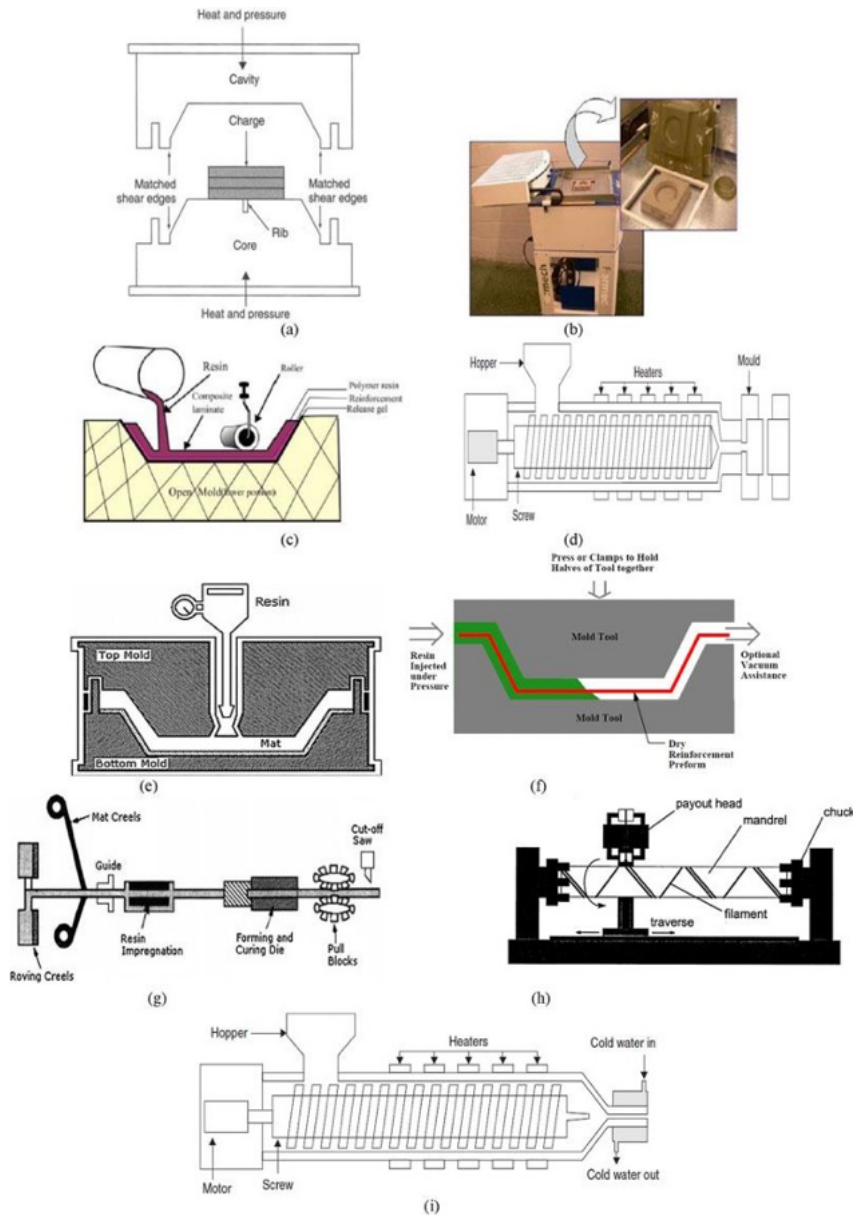 Heat and pressure
Cavity
Charge
Matched
shear edges
Matched
shear edges
Rib
Core
Heat and pressure
(a)
(b)
Resin
Roller
Composite
laminate
Polymer resin
Reinforcement
Release gel
Open Mold(lower portion)
(c)
Hopper
Heaters
Mould
Motor
Screw
(d)
Resin
Top Mold
Mat
Bottom Mold
(e)
Press or Clamps to Hold
Halves of Tool together
Mold Tool
Resin
Injected
under
Pressure
Optional
Vacuum
Assistance
Mold Tool
Dry
Reinforcement
Preform
(f)
Mat Creels
Guide
Cut-off
Saw
Resin
Impregnation
Forming and
Curing Die
Pull
Blocks
Roving Creels
(g)
payout head
mandrel
chuck
filament
traverse
(h)
Hopper
Heaters
Cold water in
Motor
Screw
Cold water out
(i)